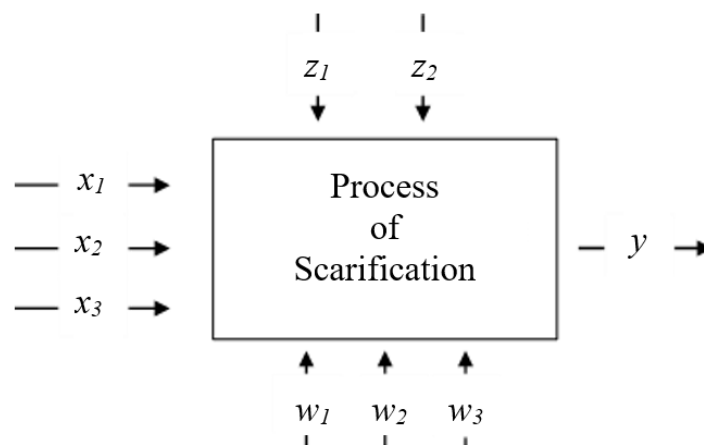 z1 z2
x1
x2
x3
Process
of
Scarification
y
w1 w2 w3